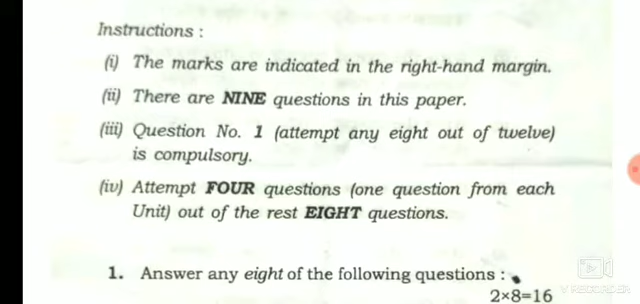 Instructions :
(i) The marks are indicated in the right-hand margin.
(ii) There are NINE questions in this paper.
(iii) Question No. 1 (attempt any eight out of twelve)
is compulsory.
(iv) Attempt FOUR questions (one question from each
Unit) out of the rest EIGHT questions.
1. Answer any eight of the following questions :
2×8=16
V RECORDER